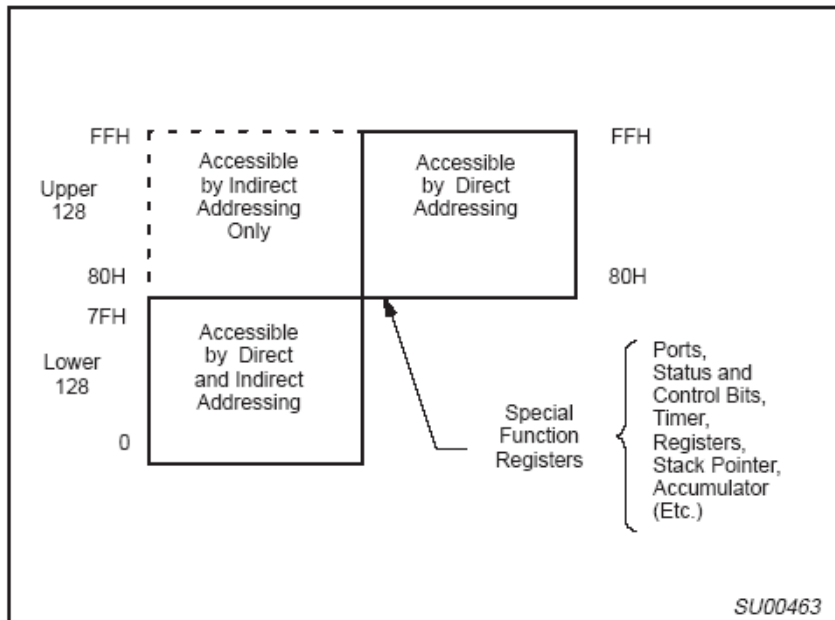 FFH
Upper
128
80H
7FH
Lower
128
0
Accessible
by Indirect
Addressing
Only
Accessible
by Direct
Addressing
FFH
80H
Accessible
by Direct
and Indirect
Addressing
Special
Function
Registers
Ports,
Status and
Control Bits,
Timer,
Registers,
Stack Pointer,
Accumulator
(Etc.)
SU00463